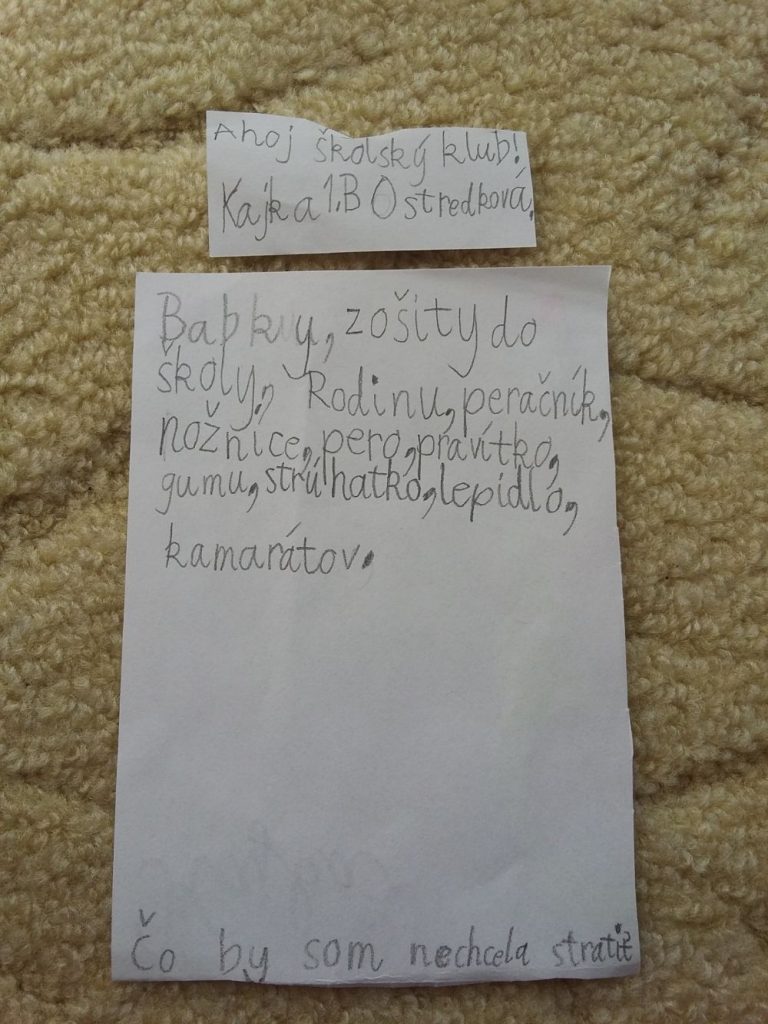 Ahoj školský klub!
Kajka 1.B Ostredková.
Babky, zošity do
školy, Rodinu, peračník,
nožnice, pero, pravítko,
gumu, strúhatko, lepidlo,
kamarátov.
Čo by som nechcela stratiť